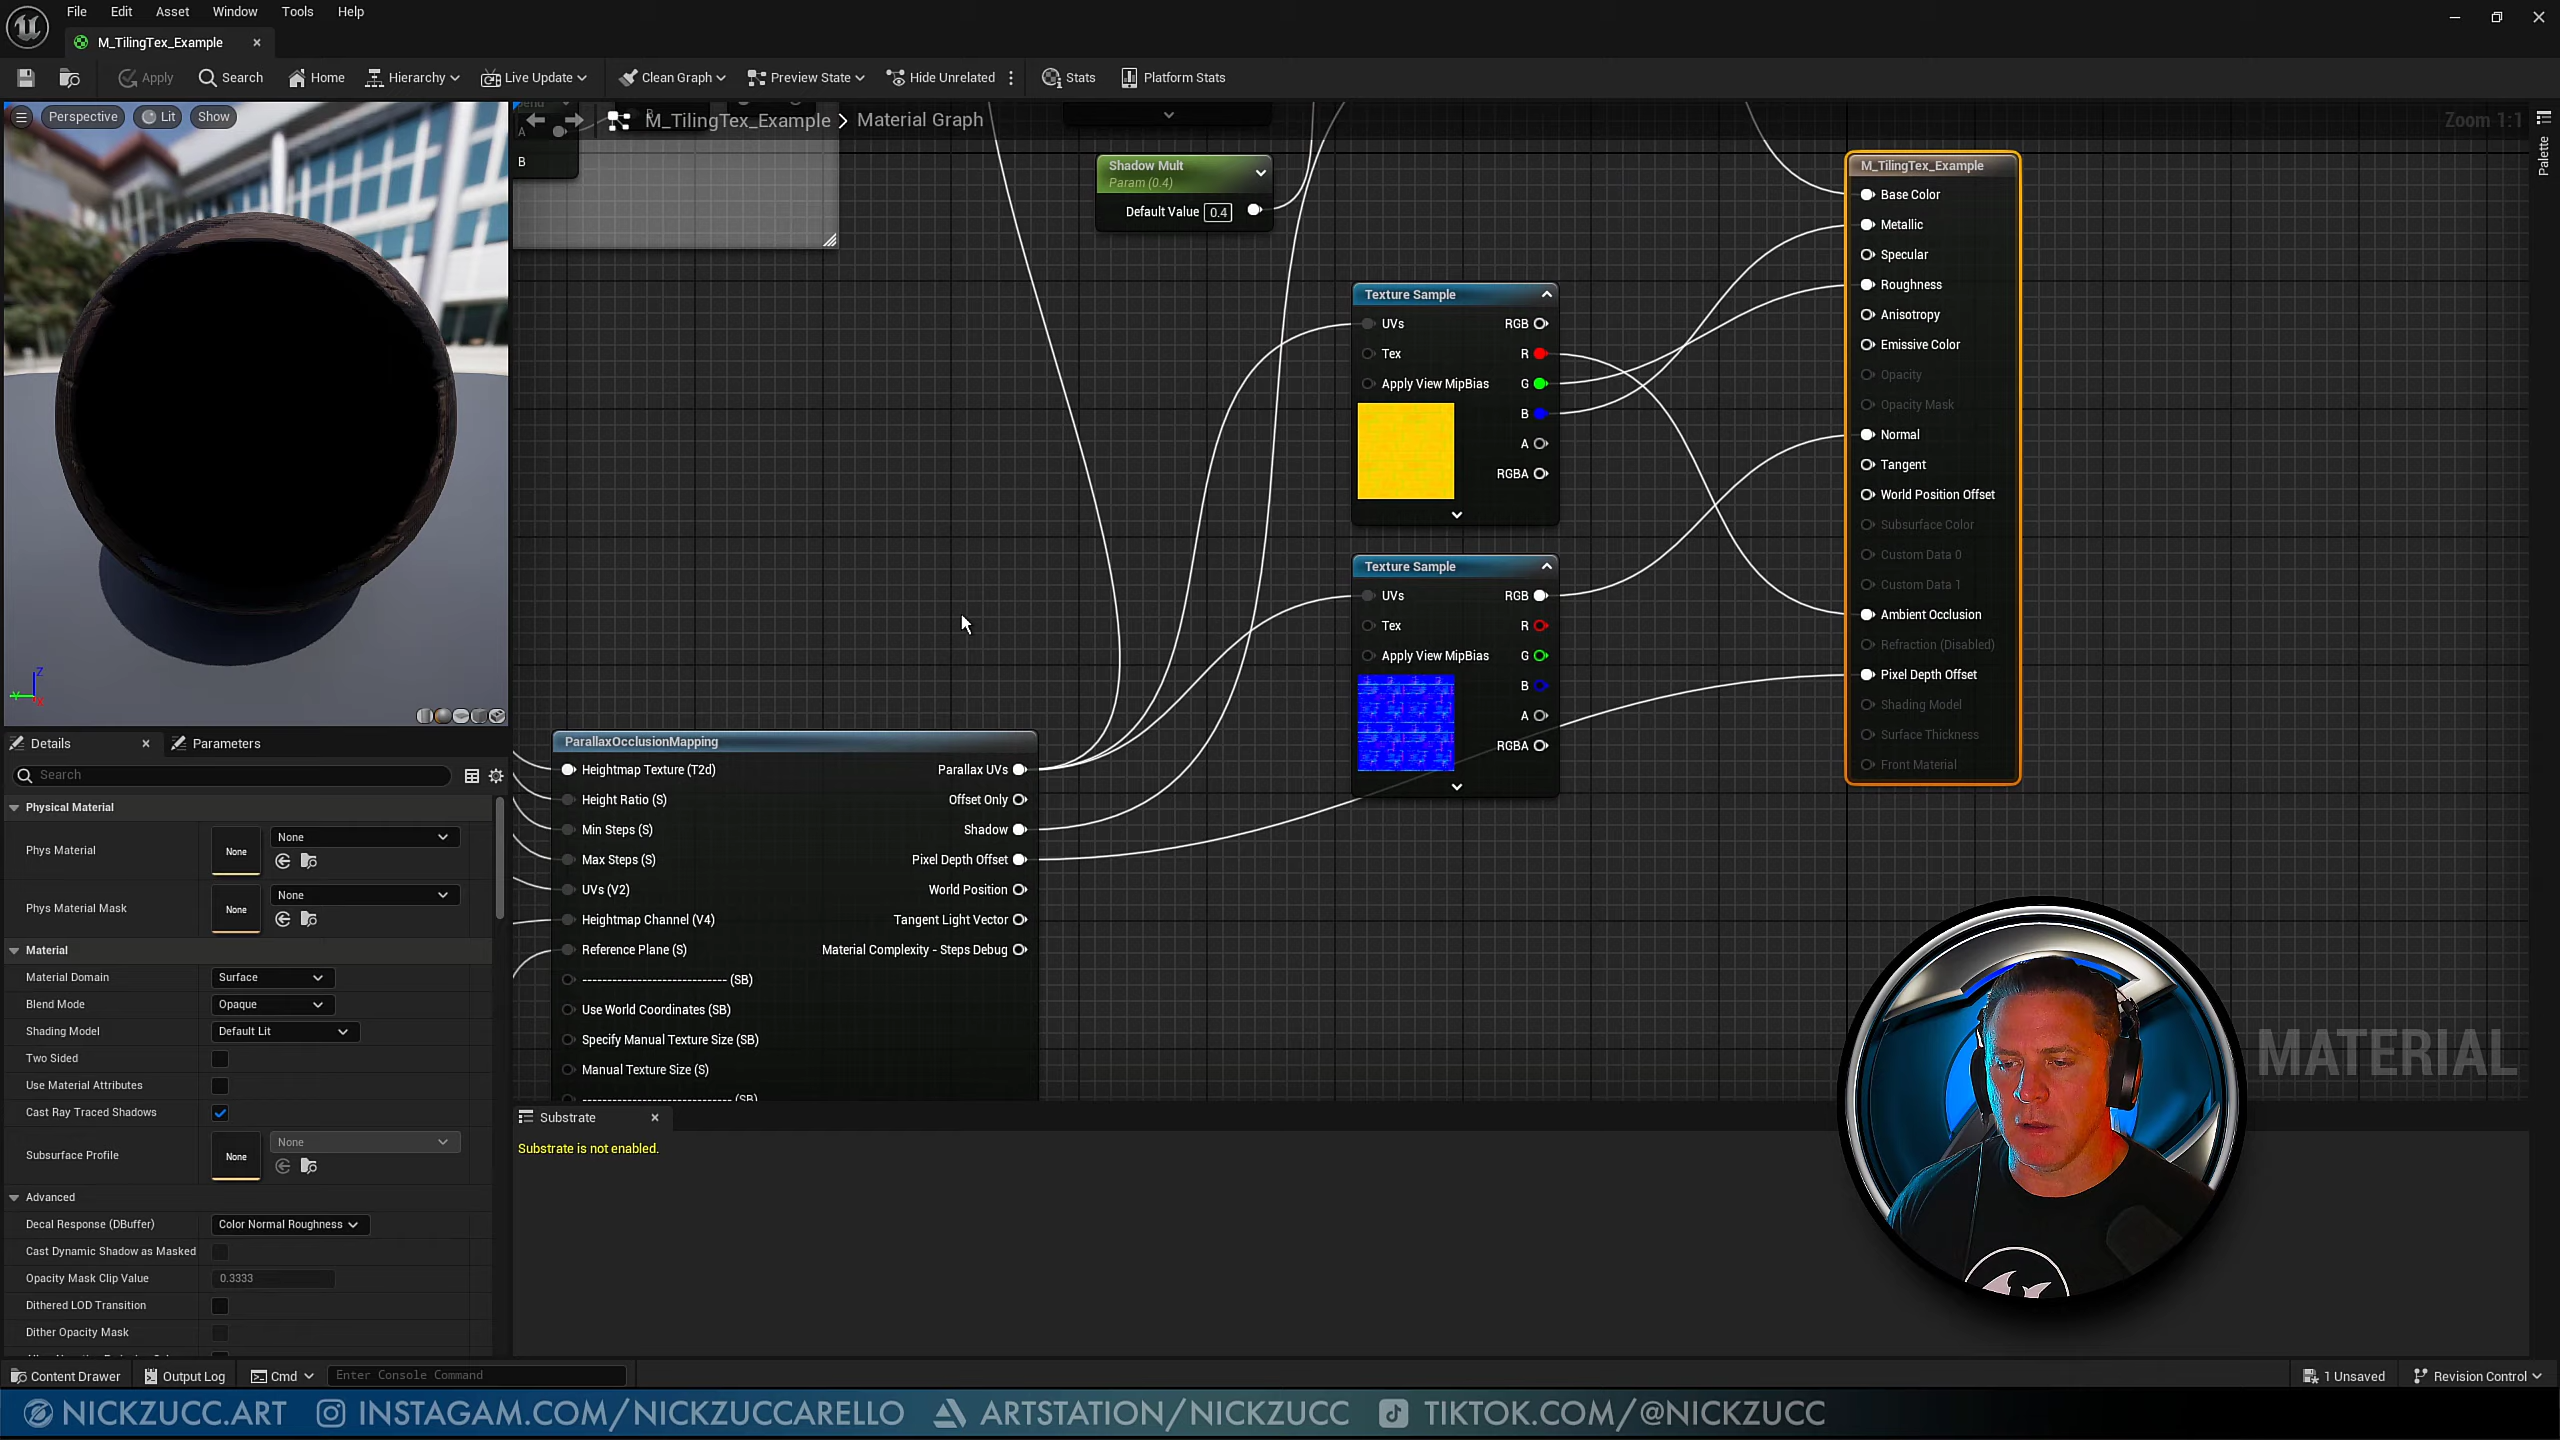 File Edit Asset Window Tools Help
M_TilingTex_Example
Apply Search Home Hierarchy Live Update Clean Graph Preview State Hide Unrelated Stats Platform Stats
Perspective Lit Show
A
B
M_TilingTex_Example > Material Graph
Zoom 1:1
Palette
Shadow Mult
Param (0.4)
Default Value 0.4
Texture Sample
UVs RGB
Tex R
Apply View MipBias G
B
A
RGBA
Texture Sample
UVs RGB
Tex R
Apply View MipBias G
B
A
RGBA
M_TilingTex_Example
Base Color
Metallic
Specular
Roughness
Anisotropy
Emissive Color
Opacity
Opacity Mask
Normal
Tangent
World Position Offset
Subsurface Color
Custom Data 0
Custom Data 1
Ambient Occlusion
Refraction (Disabled)
Pixel Depth Offset
Shading Model
Surface Thickness
Front Material
ParallaxOcclusionMapping
Heightmap Texture (T2d) Parallax UVs
Height Ratio (S) Offset Only
Min Steps (S) Shadow
Max Steps (S) Pixel Depth Offset
UVs (V2) World Position
Heightmap Channel (V4) Tangent Light Vector
Reference Plane (S) Material Complexity - Steps Debug
----------------------------- (SB)
Use World Coordinates (SB)
Specify Manual Texture Size (SB)
Manual Texture Size (S)
------------------------------ (SB)
MATERIAL
Z
Details Parameters
Search
Physical Material
Phys Material None None
Phys Material Mask None None
Material
Material Domain Surface
Blend Mode Opaque
Shading Model Default Lit
Two Sided
Use Material Attributes
Cast Ray Traced Shadows
Subsurface Profile None None
Advanced
Decal Response (DBuffer) Color Normal Roughness
Cast Dynamic Shadow as Masked
Opacity Mask Clip Value 0.3333
Dithered LOD Transition
Dither Opacity Mask
Substrate
Substrate is not enabled.
Content Drawer Output Log Cmd Enter Console Command 1 Unsaved Revision Control
NICKZUCC.ART INSTAGAM.COM/NICKZUCCARELLO ARTSTATION/NICKZUCC TIKTOK.COM/@NICKZUCC